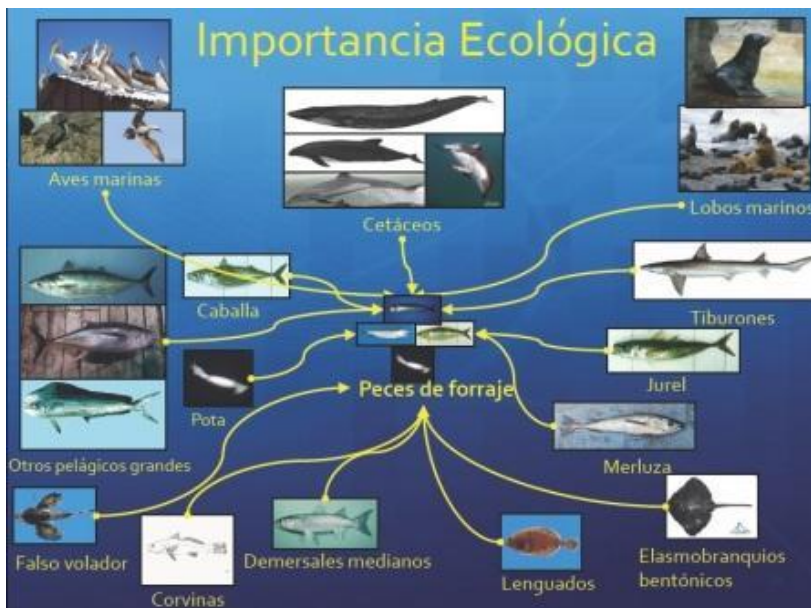 Importancia Ecológica
Aves marinas
Cetáceos
Lobos marinos
Caballa
Tiburones
Pota
Peces de forraje
Jurel
Otros pelágicos grandes
Merluza
Falso volador
Corvinas
Demersales medianos
Lenguados
Elasmobranquios
bentónicos